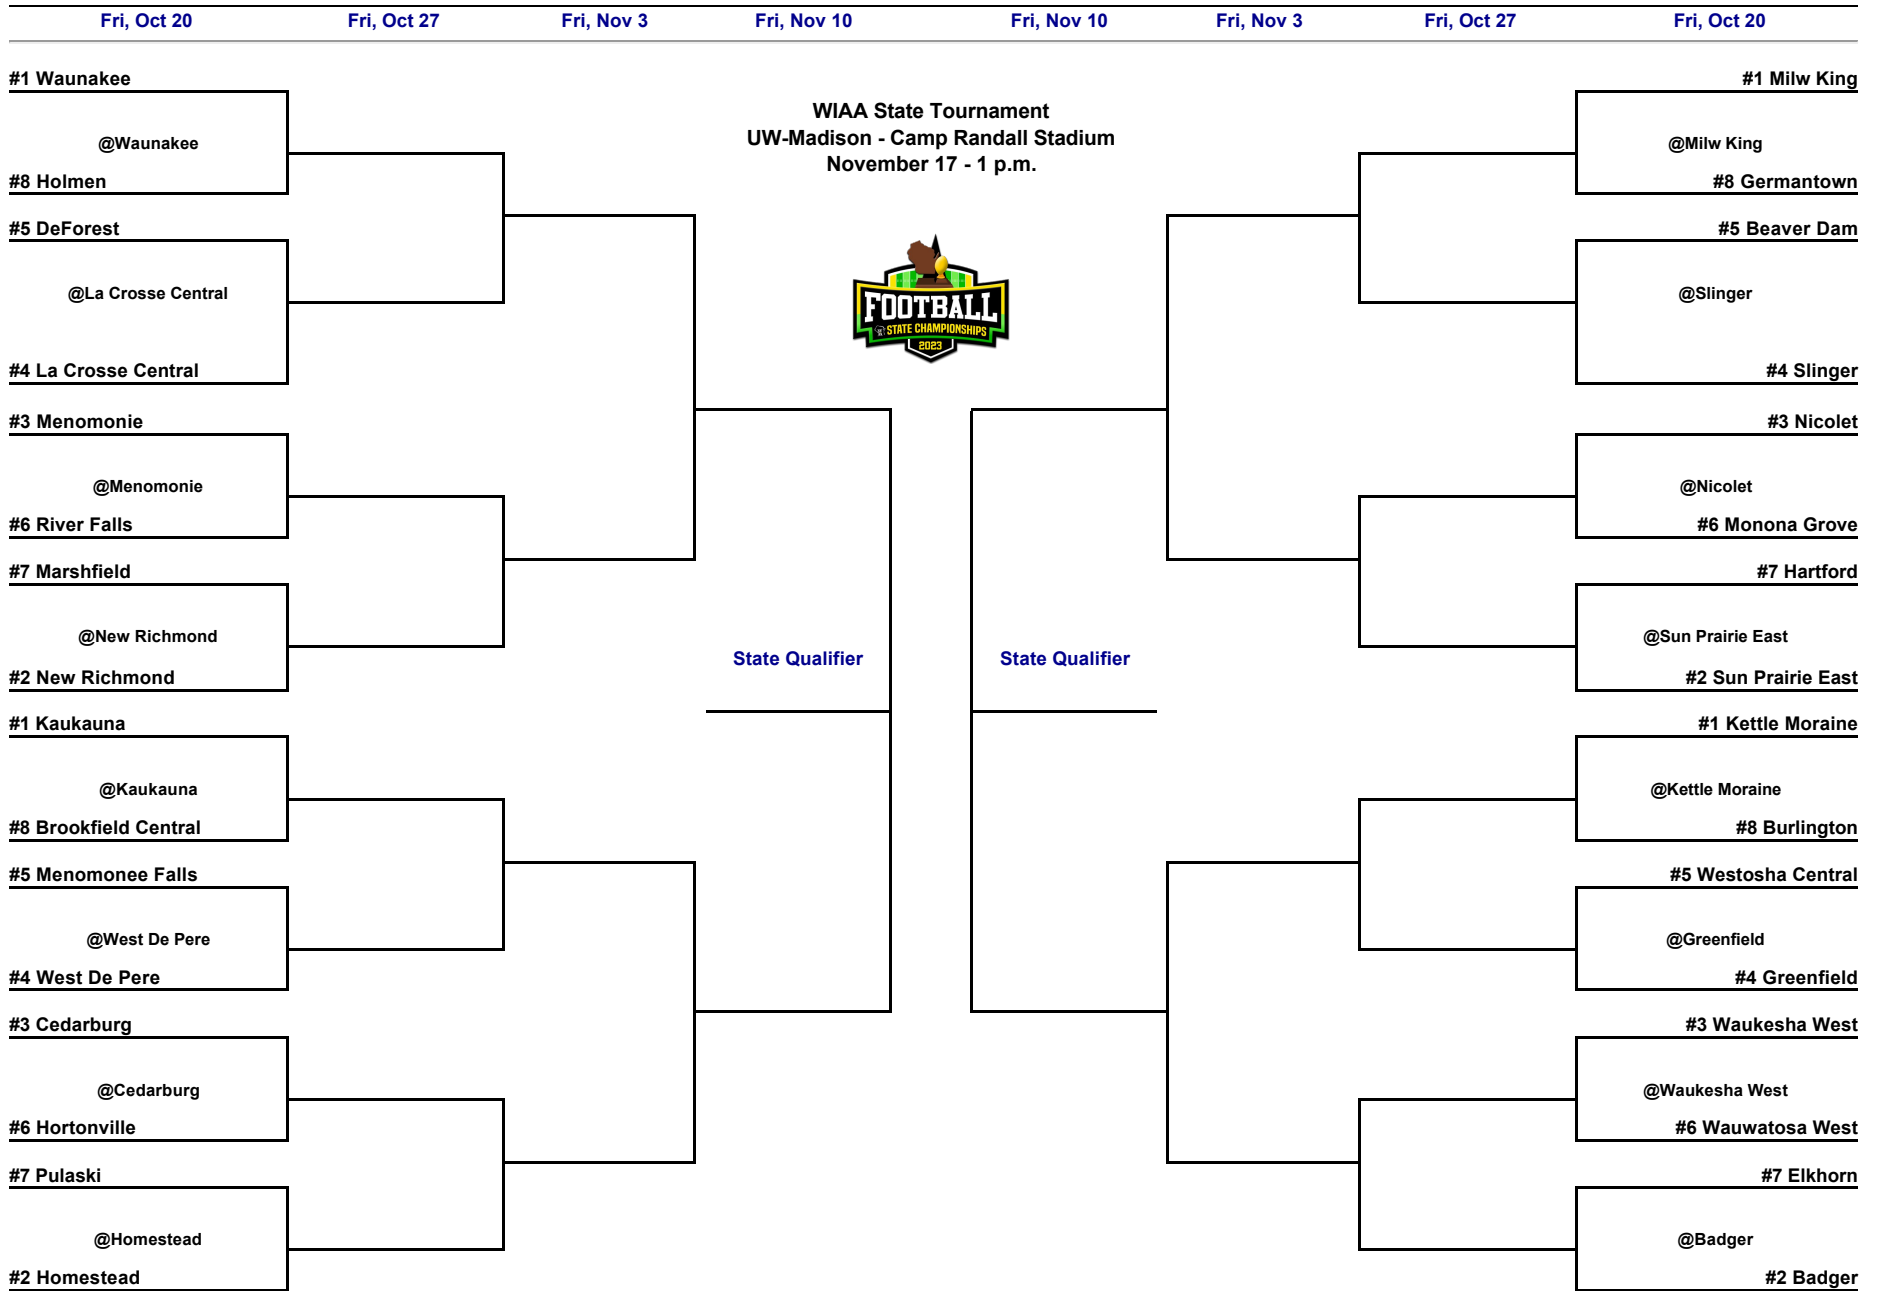 Fri, Oct 20 Fri, Oct 27 Fri, Nov 3 Fri, Nov 10 Fri, Nov 10 Fri, Nov 3 Fri, Oct 27 Fri, Oct 20
#1 Waunakee
@Waunakee
#8 Holmen
#5 DeForest
@La Crosse Central
#4 La Crosse Central
#3 Menomonie
@Menomonie
#6 River Falls
#7 Marshfield
@New Richmond
#2 New Richmond
#1 Kaukauna
@Kaukauna
#8 Brookfield Central
#5 Menomonee Falls
@West De Pere
#4 West De Pere
#3 Cedarburg
@Cedarburg
#6 Hortonville
#7 Pulaski
@Homestead
#2 Homestead
WIAA State Tournament
UW-Madison - Camp Randall Stadium
November 17 - 1 p.m.
FOOTBALL
STATE CHAMPIONSHIPS
2023
State Qualifier
State Qualifier
#1 Milw King
@Milw King
#8 Germantown
#5 Beaver Dam
@Slinger
#4 Slinger
#3 Nicolet
@Nicolet
#6 Monona Grove
#7 Hartford
@Sun Prairie East
#2 Sun Prairie East
#1 Kettle Moraine
@Kettle Moraine
#8 Burlington
#5 Westosha Central
@Greenfield
#4 Greenfield
#3 Waukesha West
@Waukesha West
#6 Wauwatosa West
#7 Elkhorn
@Badger
#2 Badger